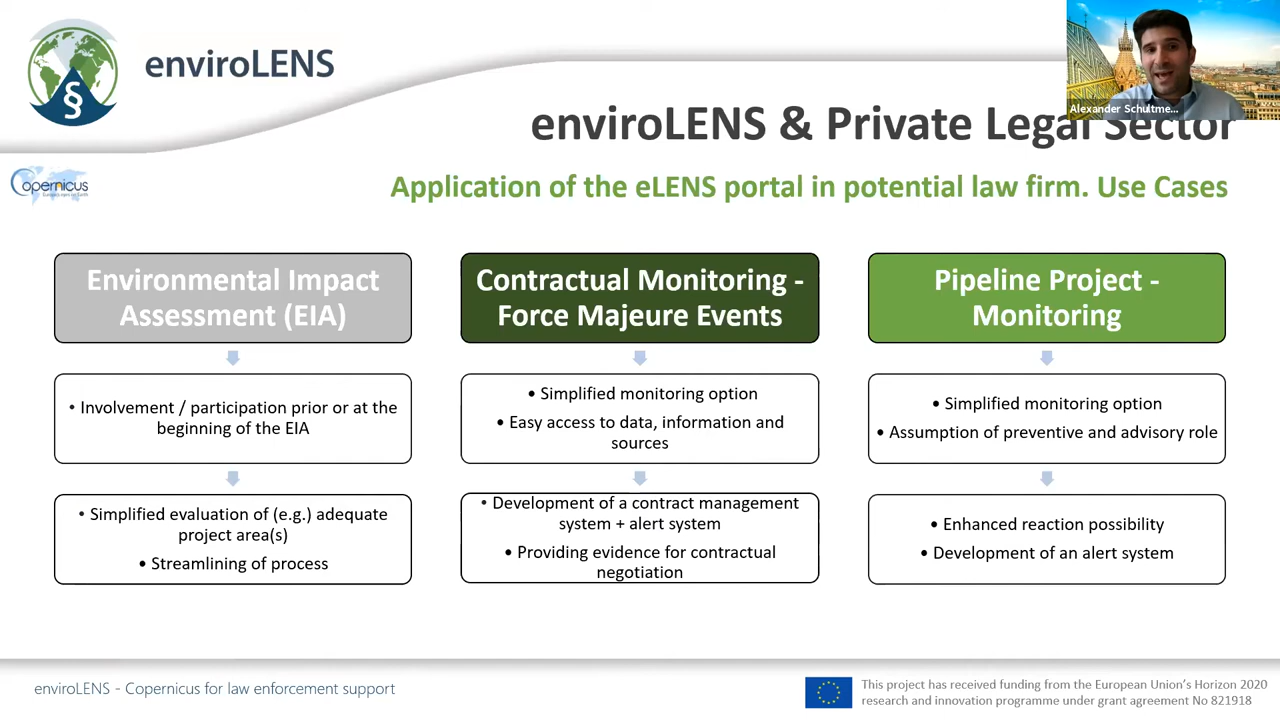 enviroLENS
§
Alexander Schultme...
enviroLENS & Private Legal Sector
opernicus
Application of the eLENS portal in potential law firm. Use Cases
Environmental Impact
Assessment (EIA)
• Involvement / participation prior or at the
beginning of the EIA
• Simplified evaluation of (e.g.) adequate
project area(s)
• Streamlining of process
Contractual Monitoring -
Force Majeure Events
• Simplified monitoring option
• Easy access to data, information and
sources
• Development of a contract management
system + alert system
• Providing evidence for contractual
negotiation
Pipeline Project -
Monitoring
• Simplified monitoring option
• Assumption of preventive and advisory role
• Enhanced reaction possibility
• Development of an alert system
enviroLENS - Copernicus for law enforcement support
This project has received funding from the European Union's Horizon 2020
research and innovation programme under grant agreement No 821918